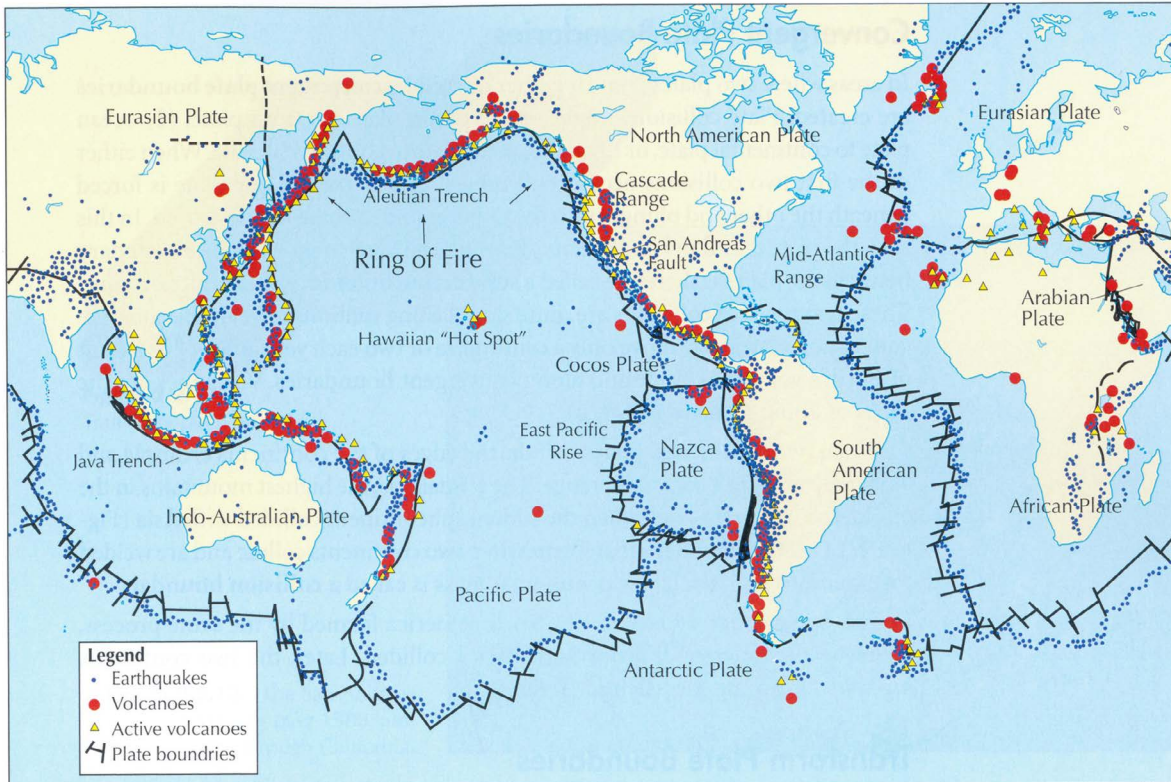 Eurasian Plate
Eurasian Plate
North American Plate
Aleutian Trench
Cascade
Range
San Andreas
Fault
Mid-Atlantic
Range
Ring of Fire
Arabian
Plate
Hawaiian "Hot Spot"
Cocos Plate
East Pacific
Rise
Nazca
Plate
South
American
Plate
Java Trench
African Plate
Indo-Australian Plate
Pacific Plate
Antarctic Plate
Legend
Earthquakes
Volcanoes
Active volcanoes
Plate boundries